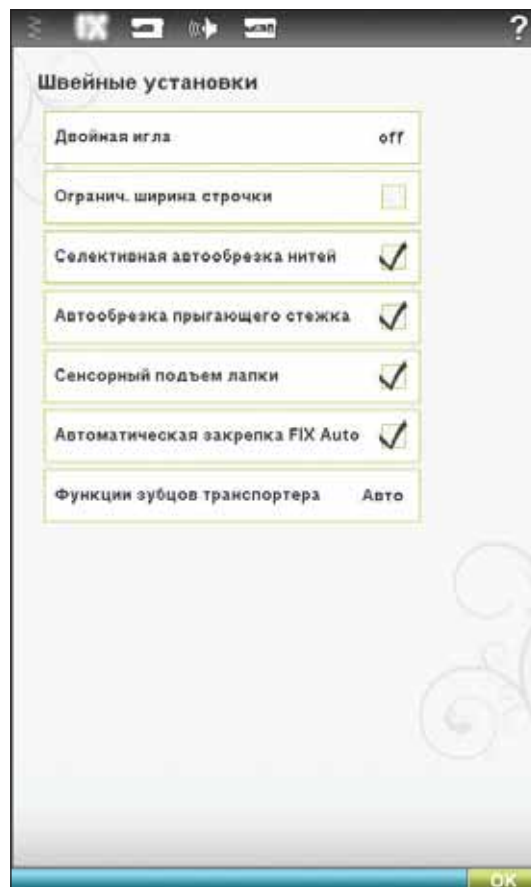 ?
Швейные установки
Двойная игла off
Огранич. ширина строчки
Селективная автообрезка нитей
Автообрезка прыгающего стежка
Сенсорный подъем лапки
Автоматическая закрепка FIX Auto
Функции зубцов транспортера Авто
OK